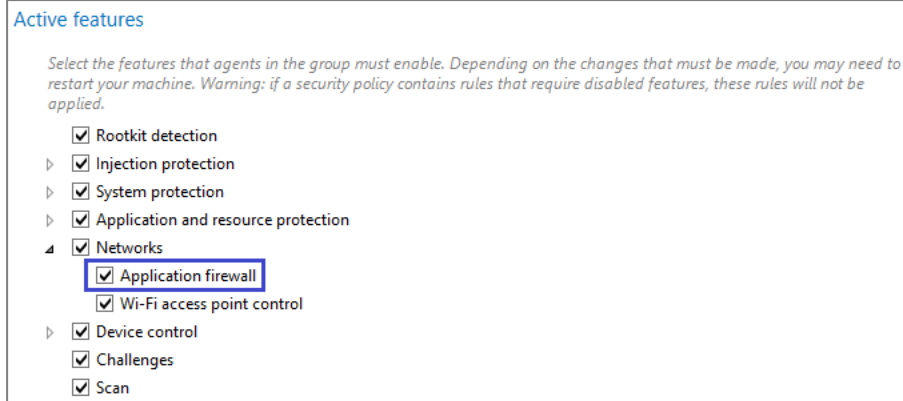 Active features
Select the features that agents in the group must enable. Depending on the changes that must be made, you may need to
restart your machine. Warning: if a security policy contains rules that require disabled features, these rules will not be
applied.
Rootkit detection
Injection protection
System protection
Application and resource protection
Networks
Application firewall
Wi-Fi access point control
Device control
Challenges
Scan